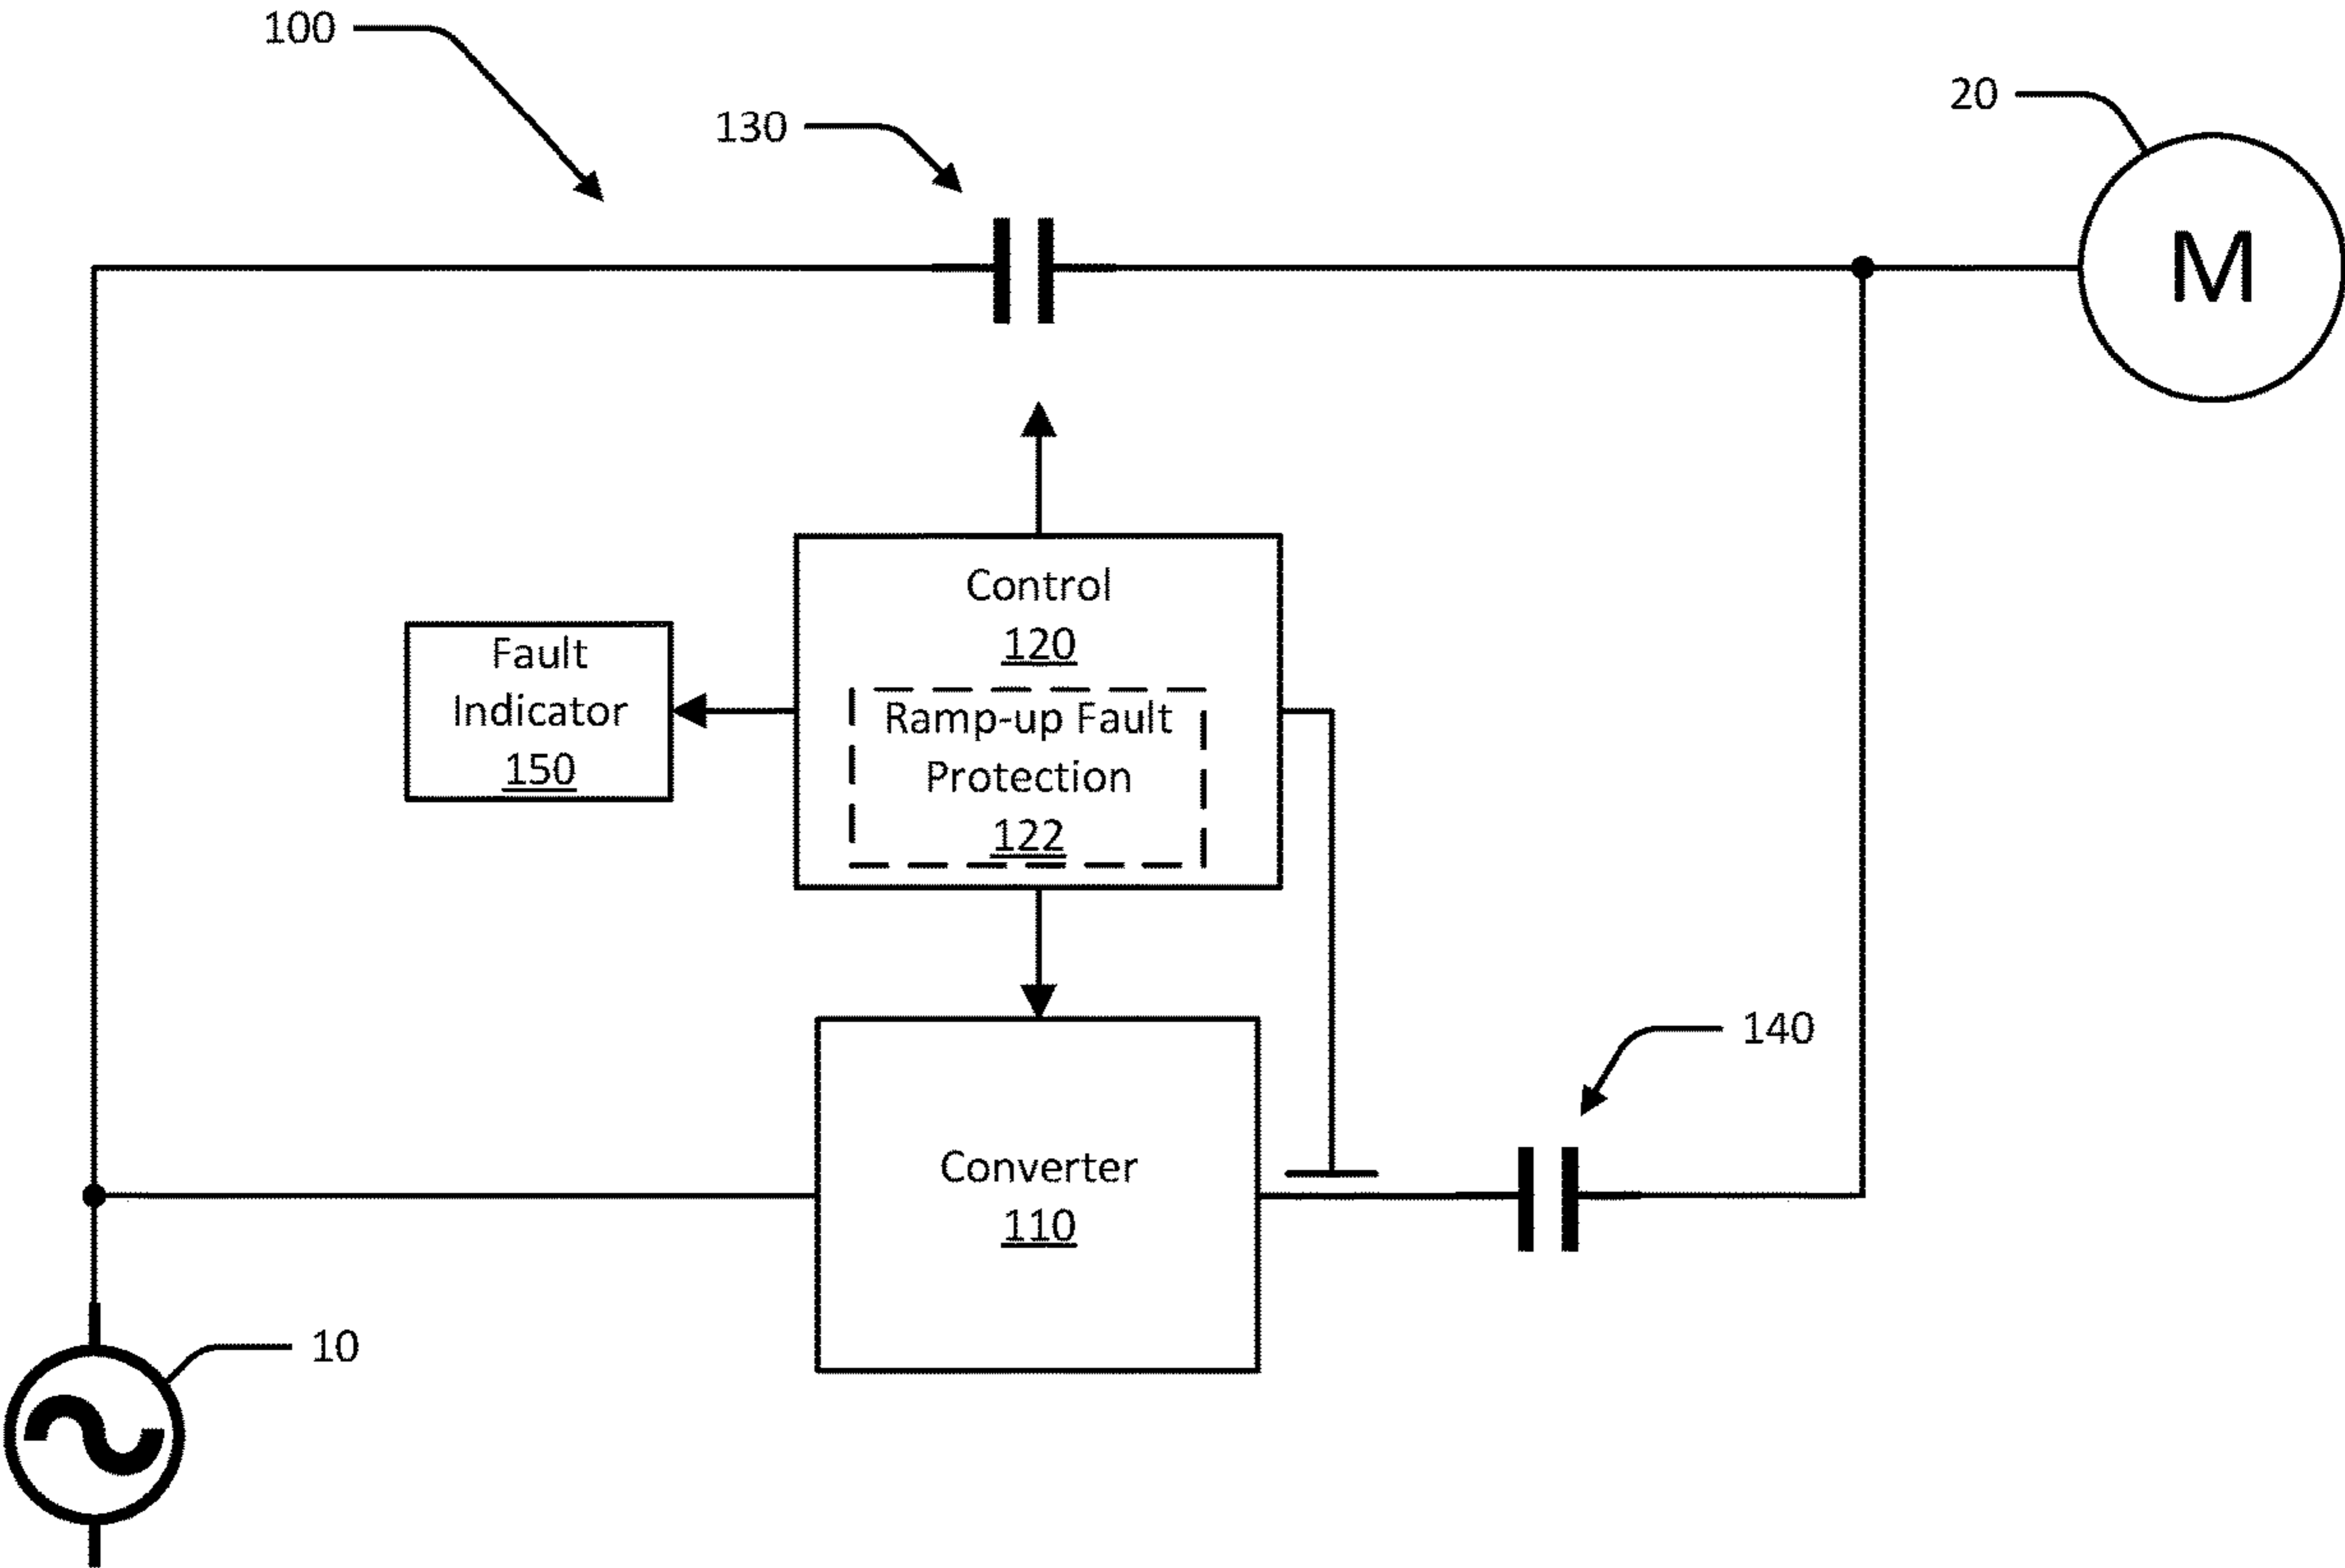 100
20
130
M
Control
120
Fault
Indicator
150
Ramp-up Fault
Protection
122
140
Converter
110
10